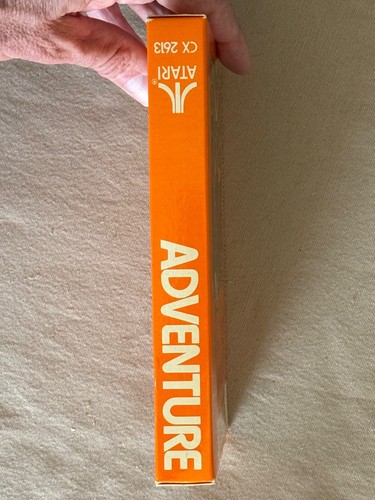 CX 2613
ATARI®
ADVENTURE